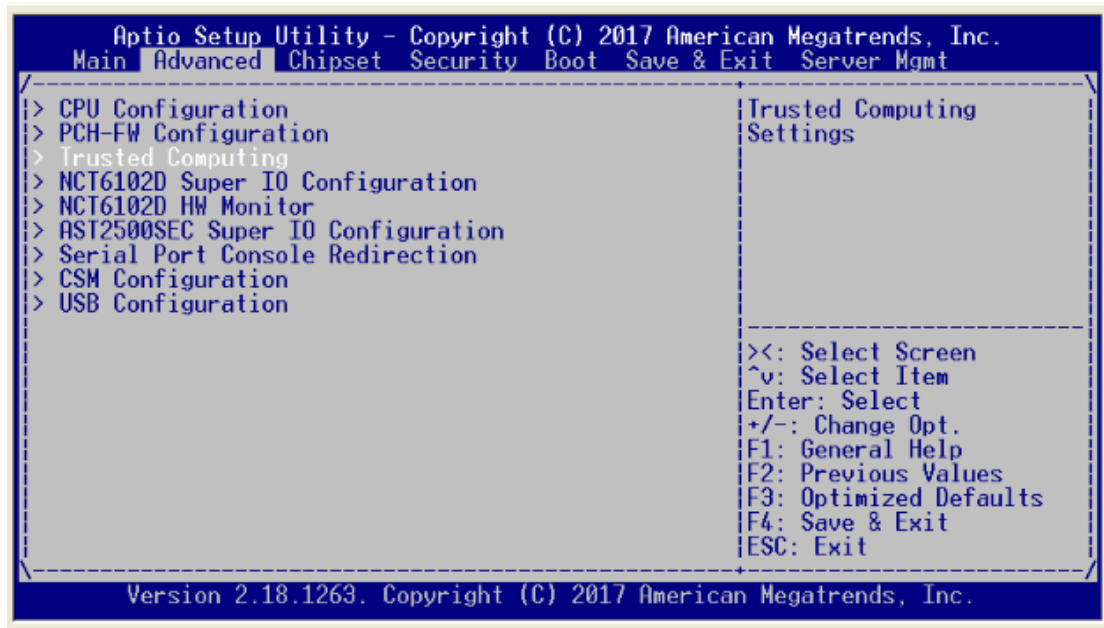 Aptio Setup Utility – Copyright (C) 2017 American Megatrends, Inc.
Main Advanced Chipset Security Boot Save & Exit Server Mgmt
> CPU Configuration
> PCH-FW Configuration
> Trusted Computing
> NCT6102D Super IO Configuration
> NCT6102D HW Monitor
> AST2500SEC Super IO Configuration
> Serial Port Console Redirection
> CSM Configuration
> USB Configuration
Trusted Computing
Settings
><: Select Screen
^v: Select Item
Enter: Select
+/-: Change Opt.
F1: General Help
F2: Previous Values
F3: Optimized Defaults
F4: Save & Exit
ESC: Exit
Version 2.18.1263. Copyright (C) 2017 American Megatrends, Inc.